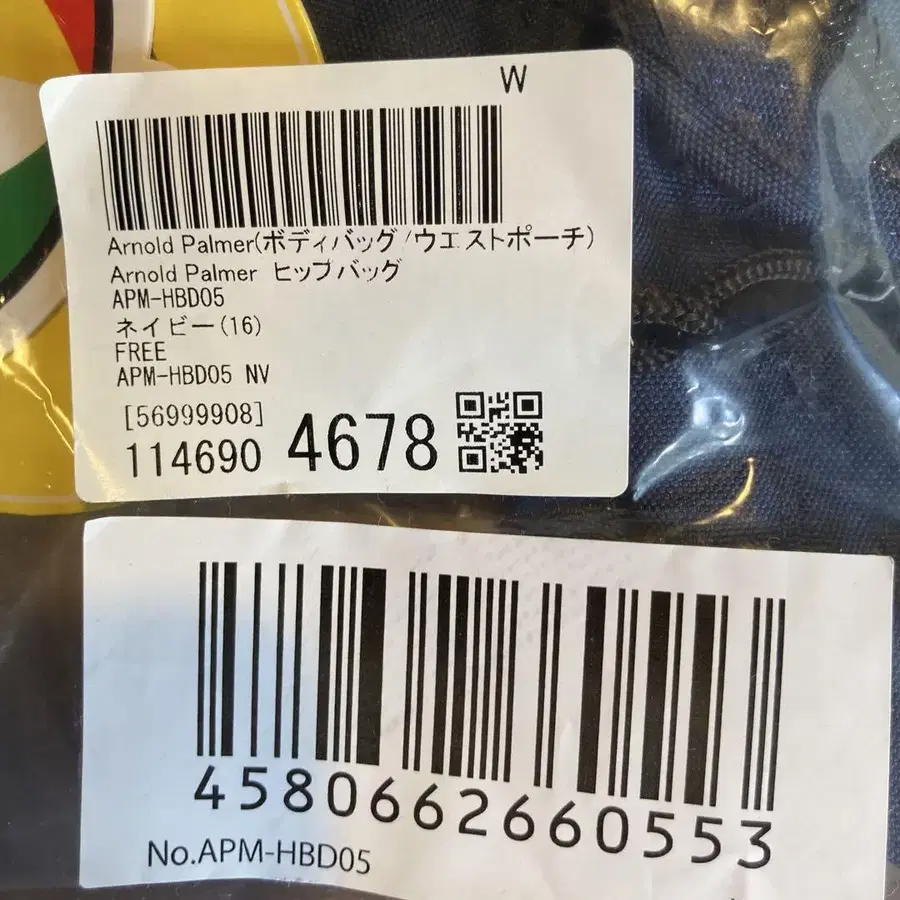 W
Arnold Palmer(ボディバッグ/ウエストポーチ)
Arnold Palmer ヒップバッグ
APM-HBD05
ネイビー(16)
FREE
APM-HBD05 NV
[56999908]
114690 4678
4580662660553
No.APM-HBD05